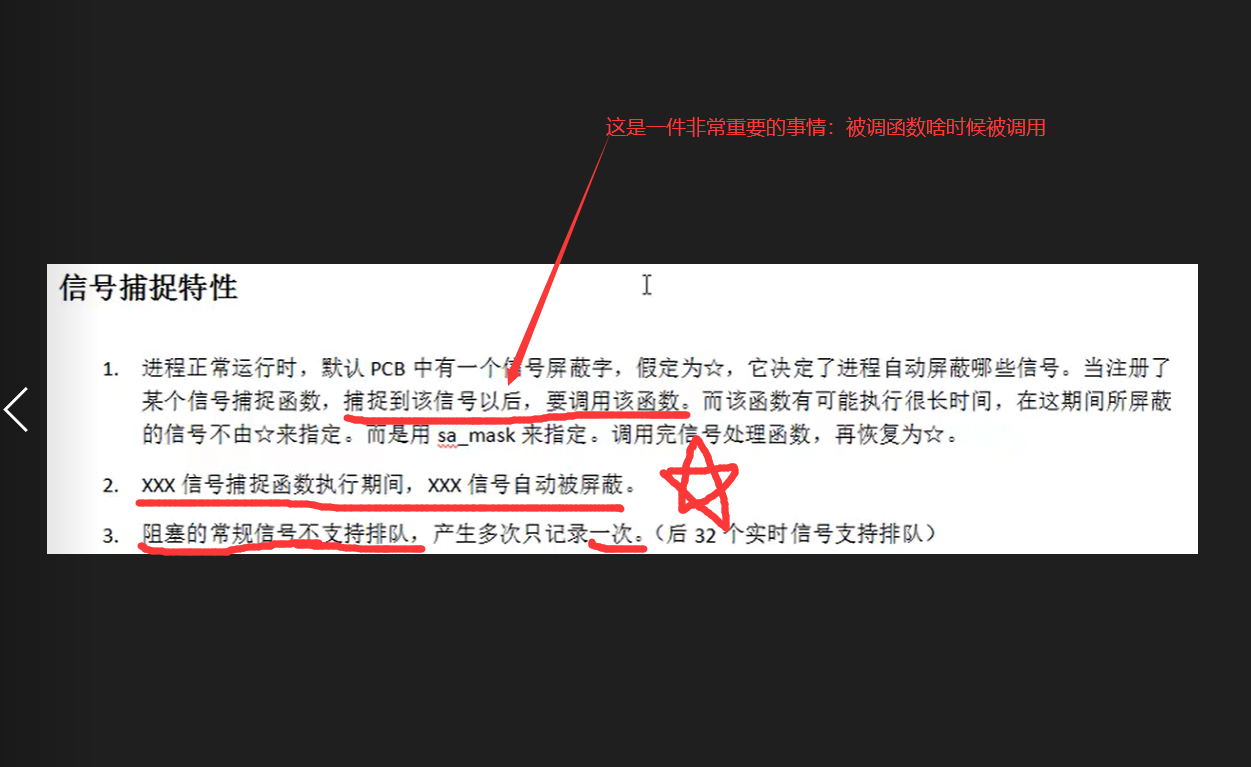 这是一件非常重要的事情：被调函数啥时候被调用
信号捕捉特性
1. 进程正常运行时，默认 PCB 中有一个信号屏蔽字，假定为☆，它决定了进程自动屏蔽哪些信号。当注册了
某个信号捕捉函数，捕捉到该信号以后，要调用该函数。而该函数有可能执行很长时间，在这期间所屏蔽
的信号不由☆来指定。而是用 sa_mask 来指定。调用完信号处理函数，再恢复为☆。
2. XXX 信号捕捉函数执行期间，XXX 信号自动被屏蔽。
3. 阻塞的常规信号不支持排队，产生多次只记录一次。（后 32 个实时信号支持排队）